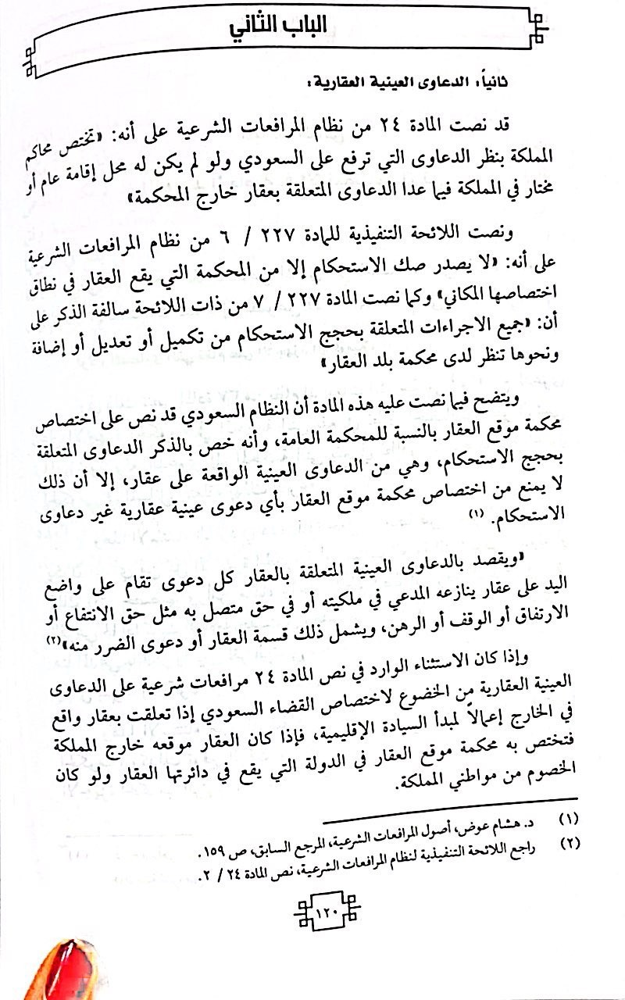 الباب الثاني
ثانياً، الدعاوى العينية العقارية:
قد نصت المادة ٢٤ من نظام المرافعات الشرعية على أنه: «تختص محاكم
المملكة بنظر الدعاوى التي ترفع على السعودي ولو لم يكن له محل إقامة عام أو
مختار في المملكة فيما عدا الدعاوى المتعلقة بعقار خارج المحكمة»
ونصت اللائحة التنفيذية للمادة ٢٢٧ / ٦ من نظام المرافعات الشرعية
على أنه: «لا يصدر صك الاستحكام إلا من المحكمة التي يقع العقار في نطاق
اختصاصها المكاني» وكما نصت المادة ٢٢٧ / ٧ من ذات اللائحة سالفة الذكر على
أن: «جميع الاجراءات المتعلقة بحجج الاستحكام من تكميل أو تعديل أو إضافة
ونحوها تنظر لدى محكمة بلد العقار»
ويتضح فيما نصت عليه هذه المادة أن النظام السعودي قد نص على اختصاص
محكمة موقع العقار بالنسبة للمحكمة العامة، وأنه خص بالذكر الدعاوى المتعلقة
بحجج الاستحكام، وهي من الدعاوى العينية الواقعة على عقار، إلا أن ذلك
لا يمنع من اختصاص محكمة موقع العقار بأي دعوى عينية عقارية غير دعاوى
الاستحكام. (١)
«ويقصد بالدعاوى العينية المتعلقة بالعقار كل دعوى تقام على واضع
اليد على عقار ينازعه المدعي في ملكيته أو في حق متصل به مثل حق الانتفاع أو
الارتفاق أو الوقف أو الرهن، ويشمل ذلك قسمة العقار أو دعوى الضرر منه»(٢)
وإذا كان الاستثناء الوارد في نص المادة ٢٤ مرافعات شرعية على الدعاوى
العينية العقارية من الخضوع لاختصاص القضاء السعودي إذا تعلقت بعقار واقع
في الخارج إعمالاً لمبدأ السيادة الإقليمية، فإذا كان العقار موقعه خارج المملكة
فتختص به محكمة موقع العقار في الدولة التي يقع في دائرتها العقار ولو كان
الخصوم من مواطني المملكة.
(١) د. هشام عوض، أصول المرافعات الشرعية، المرجع السابق، ص ١٥٩.
(٢) راجع اللائحة التنفيذية لنظام المرافعات الشرعية، نص المادة ٢٤ / ٢.
١٢٠